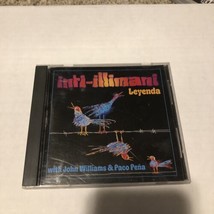 inti-illimani
Leyenda
with John Williams & Paco Peña